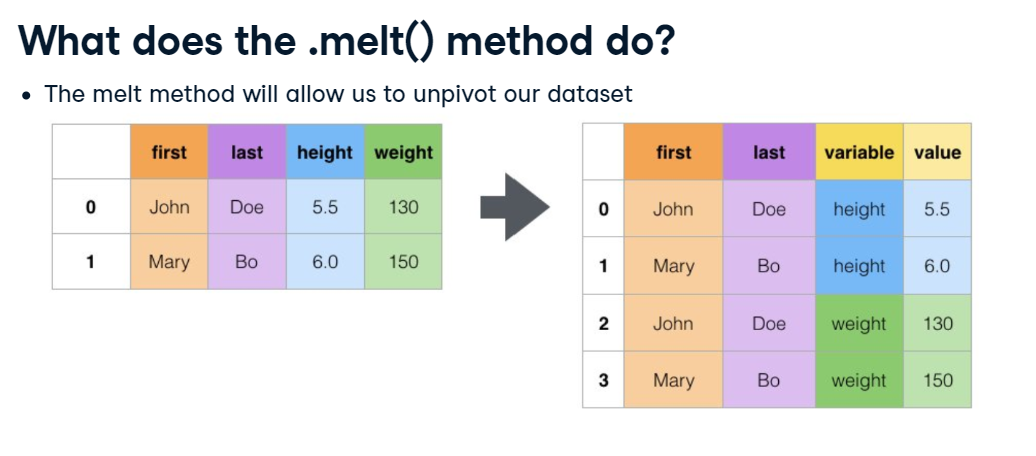 What does the .melt() method do?
• The melt method will allow us to unpivot our dataset
first last height weight
0 John Doe 5.5 130
1 Mary Bo 6.0 150
first last variable value
0 John Doe height 5.5
1 Mary Bo height 6.0
2 John Doe weight 130
3 Mary Bo weight 150